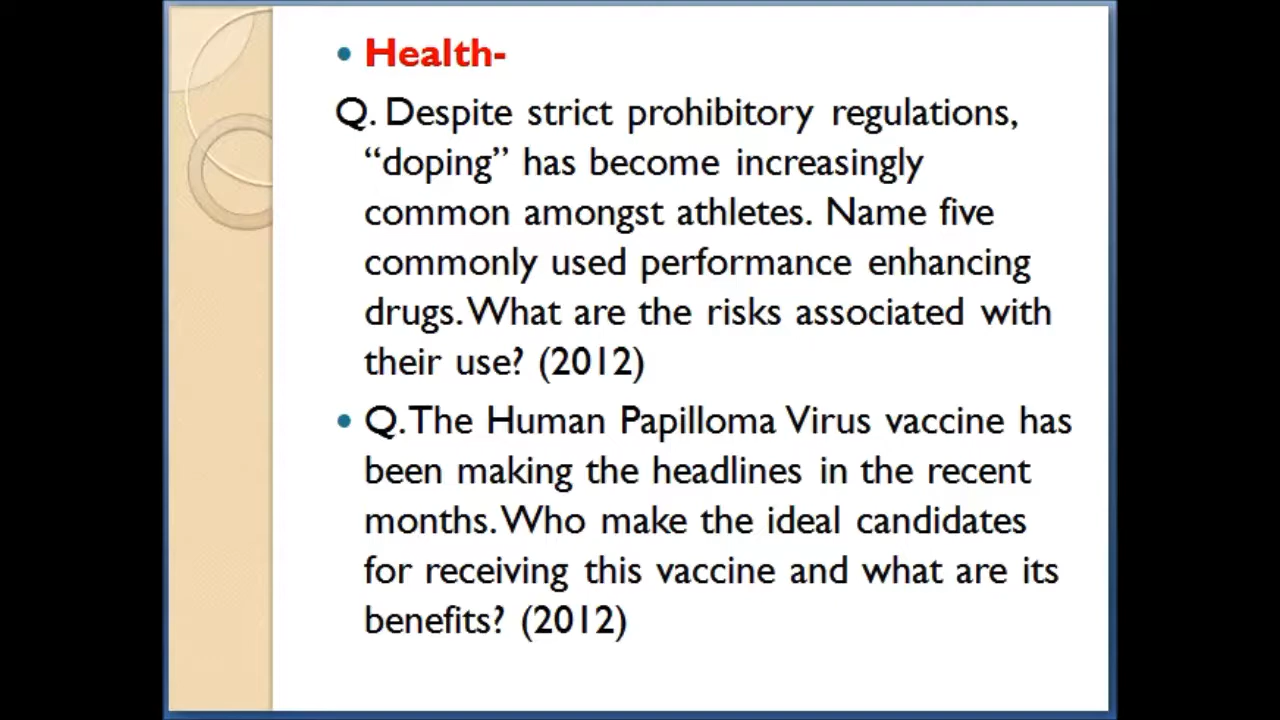 • Health-
Q. Despite strict prohibitory regulations,
“doping” has become increasingly
common amongst athletes. Name five
commonly used performance enhancing
drugs. What are the risks associated with
their use? (2012)
• Q. The Human Papilloma Virus vaccine has
been making the headlines in the recent
months. Who make the ideal candidates
for receiving this vaccine and what are its
benefits? (2012)